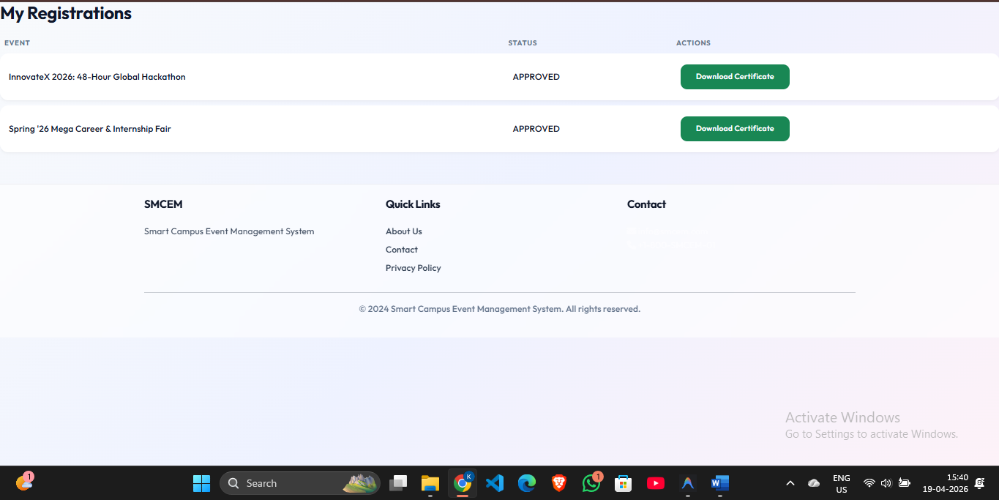 My Registrations
EVENT STATUS ACTIONS
InnovateX 2026: 48-Hour Global Hackathon APPROVED Download Certificate
Spring '26 Mega Career & Internship Fair APPROVED Download Certificate
SMCEM Quick Links Contact
Smart Campus Event Management System About Us
Contact
Privacy Policy
© 2024 Smart Campus Event Management System. All rights reserved.
Activate Windows
Go to Settings to activate Windows.
1 Search K 1 W ENG 15:40
US 19-04-2026